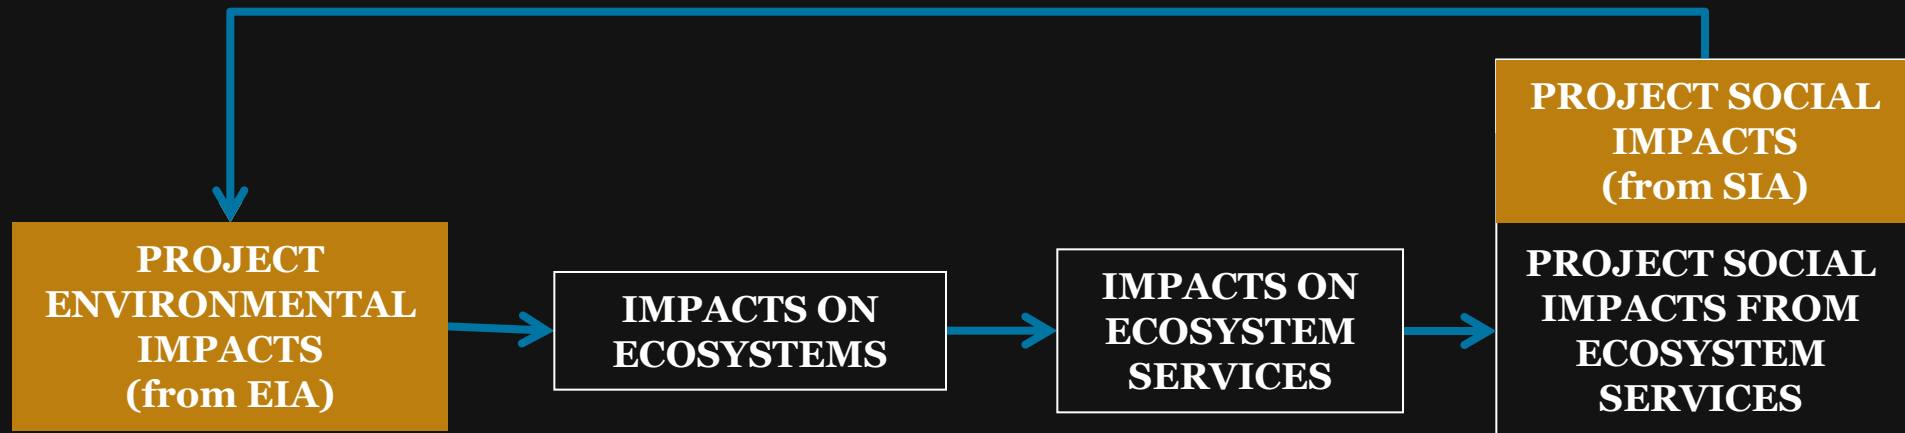 PROJECT
ENVIRONMENTAL
IMPACTS
(from EIA)
IMPACTS ON
ECOSYSTEMS
IMPACTS ON
ECOSYSTEM
SERVICES
PROJECT SOCIAL
IMPACTS
(from SIA)
PROJECT SOCIAL
IMPACTS FROM
ECOSYSTEM
SERVICES